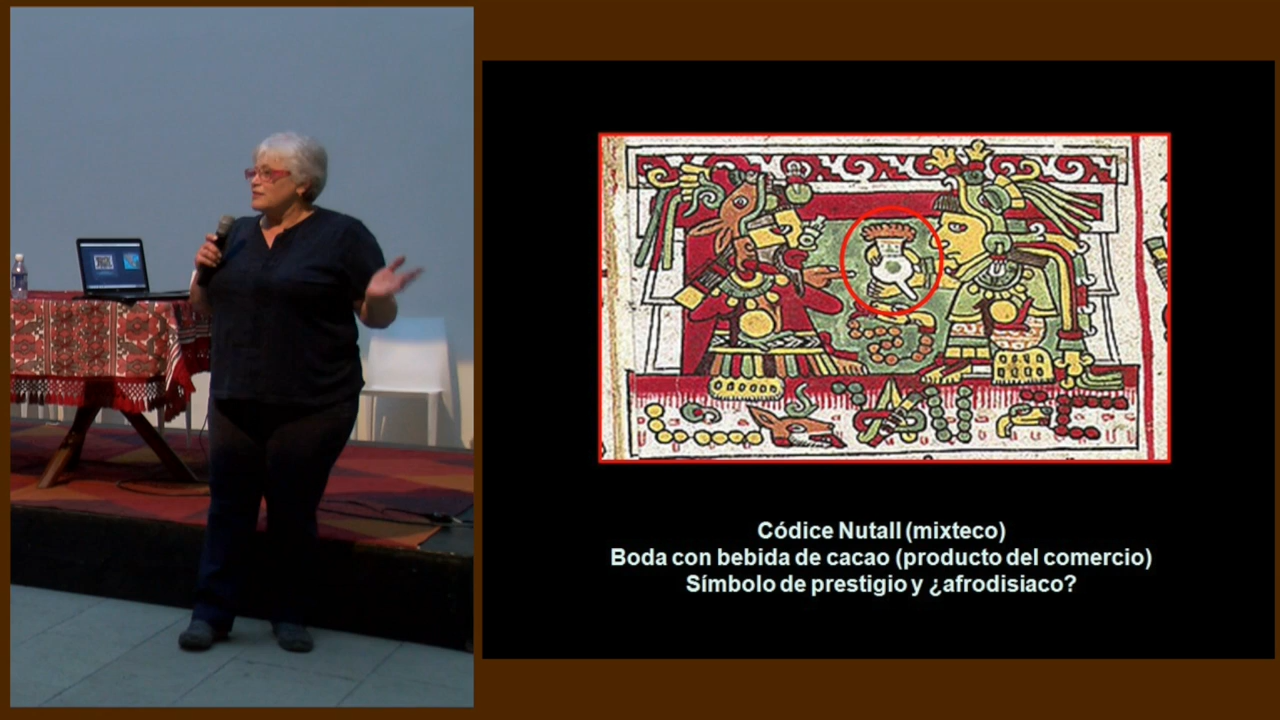 Códice Nutall (mixteco)
Boda con bebida de cacao (producto del comercio)
Símbolo de prestigio y ¿afrodisiaco?